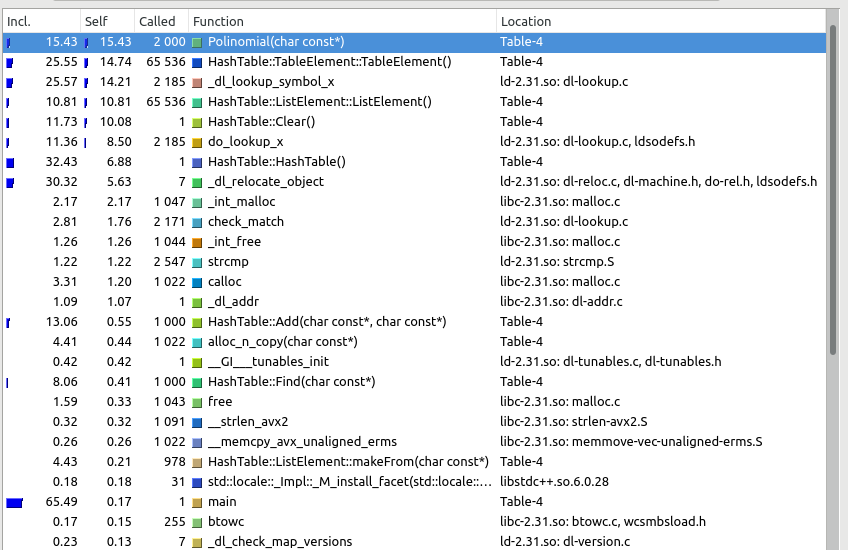 Incl. Self Called Function Location
15.43 15.43 2 000 Polinomial(char const*) Table-4
25.55 14.74 65 536 HashTable::TableElement::TableElement() Table-4
25.57 14.21 2 185 _dl_lookup_symbol_x ld-2.31.so: dl-lookup.c
10.81 10.81 65 536 HashTable::ListElement::ListElement() Table-4
11.73 10.08 1 HashTable::Clear() Table-4
11.36 8.50 2 185 do_lookup_x ld-2.31.so: dl-lookup.c, ldsodefs.h
32.43 6.88 1 HashTable::HashTable() Table-4
30.32 5.63 7 _dl_relocate_object ld-2.31.so: dl-reloc.c, dl-machine.h, do-rel.h, ldsodefs.h
2.17 2.17 1 047 _int_malloc libc-2.31.so: malloc.c
2.81 1.76 2 171 check_match ld-2.31.so: dl-lookup.c
1.26 1.26 1 044 _int_free libc-2.31.so: malloc.c
1.22 1.22 2 547 strcmp ld-2.31.so: strcmp.S
3.31 1.20 1 022 calloc libc-2.31.so: malloc.c
1.09 1.07 1 _dl_addr libc-2.31.so: dl-addr.c
13.06 0.55 1 000 HashTable::Add(char const*, char const*) Table-4
4.41 0.44 1 022 alloc_n_copy(char const*) Table-4
0.42 0.42 1 __GI___tunables_init ld-2.31.so: dl-tunables.c, dl-tunables.h
8.06 0.41 1 000 HashTable::Find(char const*) Table-4
1.59 0.33 1 043 free libc-2.31.so: malloc.c
0.32 0.32 1 091 __strlen_avx2 libc-2.31.so: strlen-avx2.S
0.26 0.26 1 022 __memcpy_avx_unaligned_erms libc-2.31.so: memmove-vec-unaligned-erms.S
4.43 0.21 978 HashTable::ListElement::makeFrom(char const*) Table-4
0.18 0.18 31 std::locale::_Impl::_M_install_facet(std::locale::... libstdc++.so.6.0.28
65.49 0.17 1 main Table-4
0.17 0.15 255 btowc libc-2.31.so: btowc.c, wcsmbsload.h
0.23 0.13 7 _dl_check_map_versions ld-2.31.so: dl-version.c